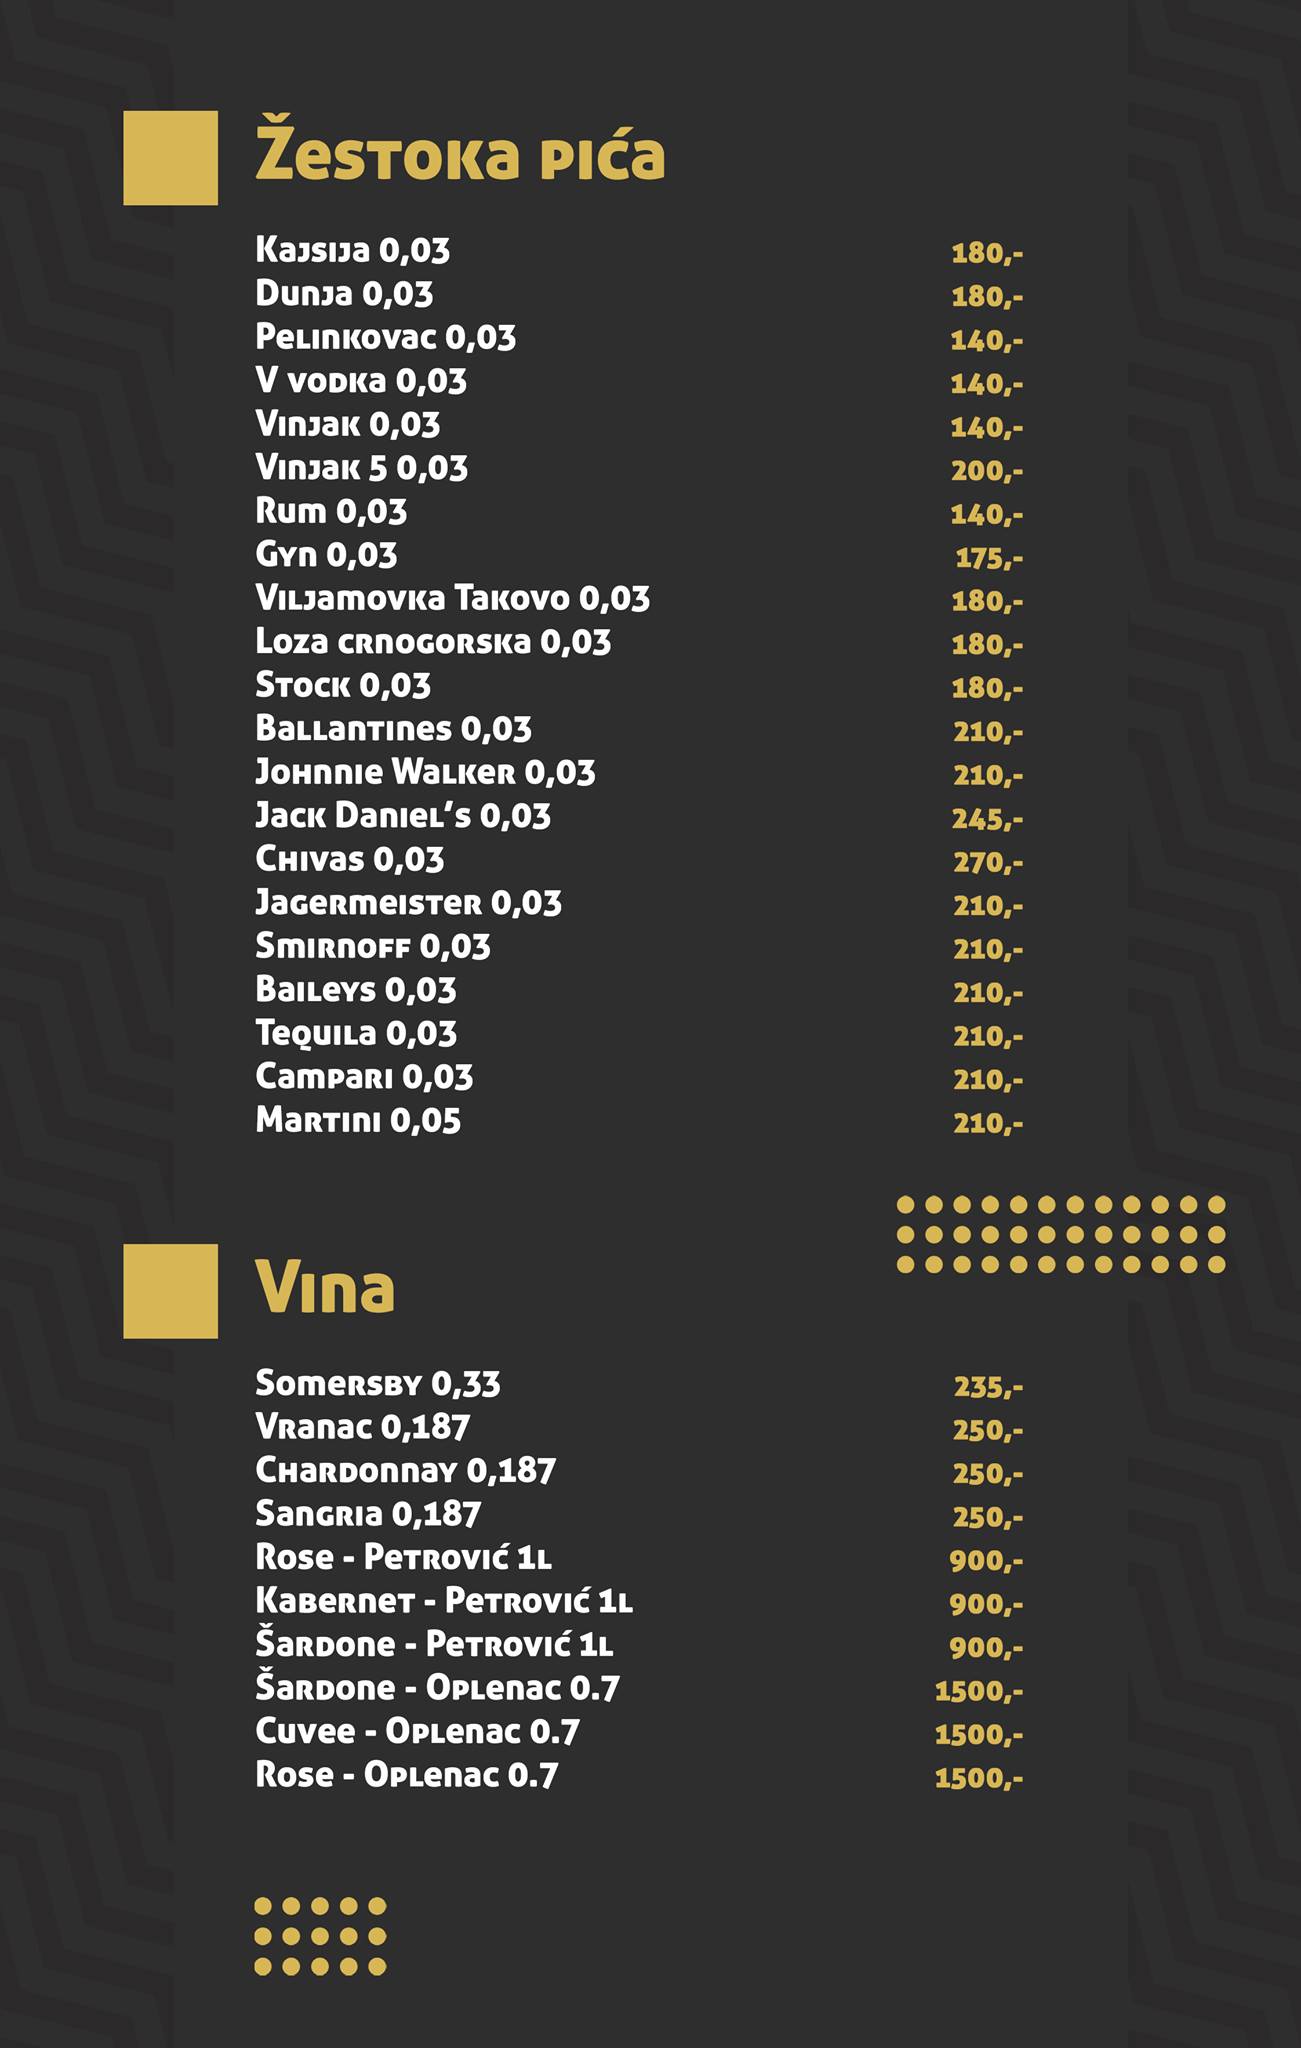 Žestoka pića
Kajsija 0,03 180,-
Dunja 0,03 180,-
Pelinkovac 0,03 140,-
V vodka 0,03 140,-
Vinjak 0,03 140,-
Vinjak 5 0,03 200,-
Rum 0,03 140,-
Gyn 0,03 175,-
Viljamovka Takovo 0,03 180,-
Loza crnogorska 0,03 180,-
Stock 0,03 180,-
Ballantines 0,03 210,-
Johnnie Walker 0,03 210,-
Jack Daniel’s 0,03 245,-
Chivas 0,03 270,-
Jagermeister 0,03 210,-
Smirnoff 0,03 210,-
Baileys 0,03 210,-
Tequila 0,03 210,-
Campari 0,03 210,-
Martini 0,05 210,-
Vina
Somersby 0,33 235,-
Vranac 0,187 250,-
Chardonnay 0,187 250,-
Sangria 0,187 250,-
Rose - Petrović 1l 900,-
Kabernet - Petrović 1l 900,-
Šardone - Petrović 1l 900,-
Šardone - Oplenac 0.7 1500,-
Cuvee - Oplenac 0.7 1500,-
Rose - Oplenac 0.7 1500,-